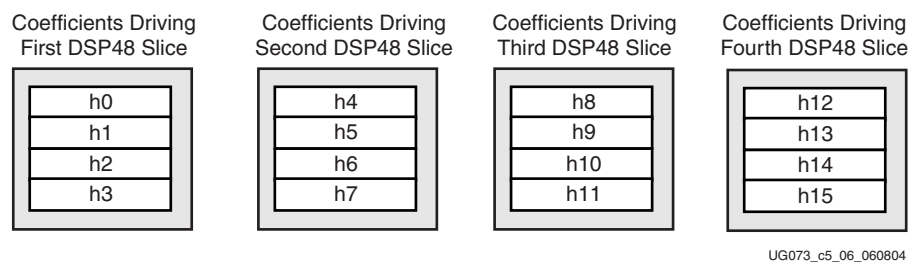 Coefficients Driving
First DSP48 Slice
h0
h1
h2
h3
Coefficients Driving
Second DSP48 Slice
h4
h5
h6
h7
Coefficients Driving
Third DSP48 Slice
h8
h9
h10
h11
Coefficients Driving
Fourth DSP48 Slice
h12
h13
h14
h15
UG073_c5_06_060804